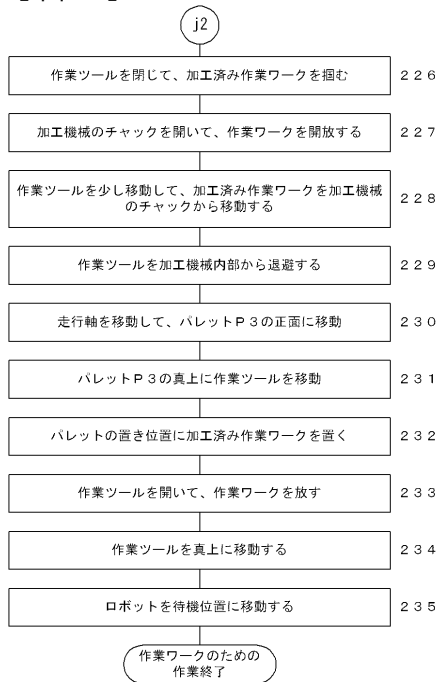 j2
作業ツールを閉じて、加工済み作業ワークを掴む
２２６
加工機械のチャックを開いて、作業ワークを開放する
２２７
作業ツールを少し移動して、加工済み作業ワークを加工機械
のチャックから移動する
２２８
作業ツールを加工機械内部から退避する
２２９
走行軸を移動して、パレットＰ３の正面に移動
２３０
パレットＰ３の真上に作業ツールを移動
２３１
パレットの置き位置に加工済み作業ワークを置く
２３２
作業ツールを開いて、作業ワークを放す
２３３
作業ツールを真上に移動する
２３４
ロボットを待機位置に移動する
２３５
作業ワークのための
作業終了